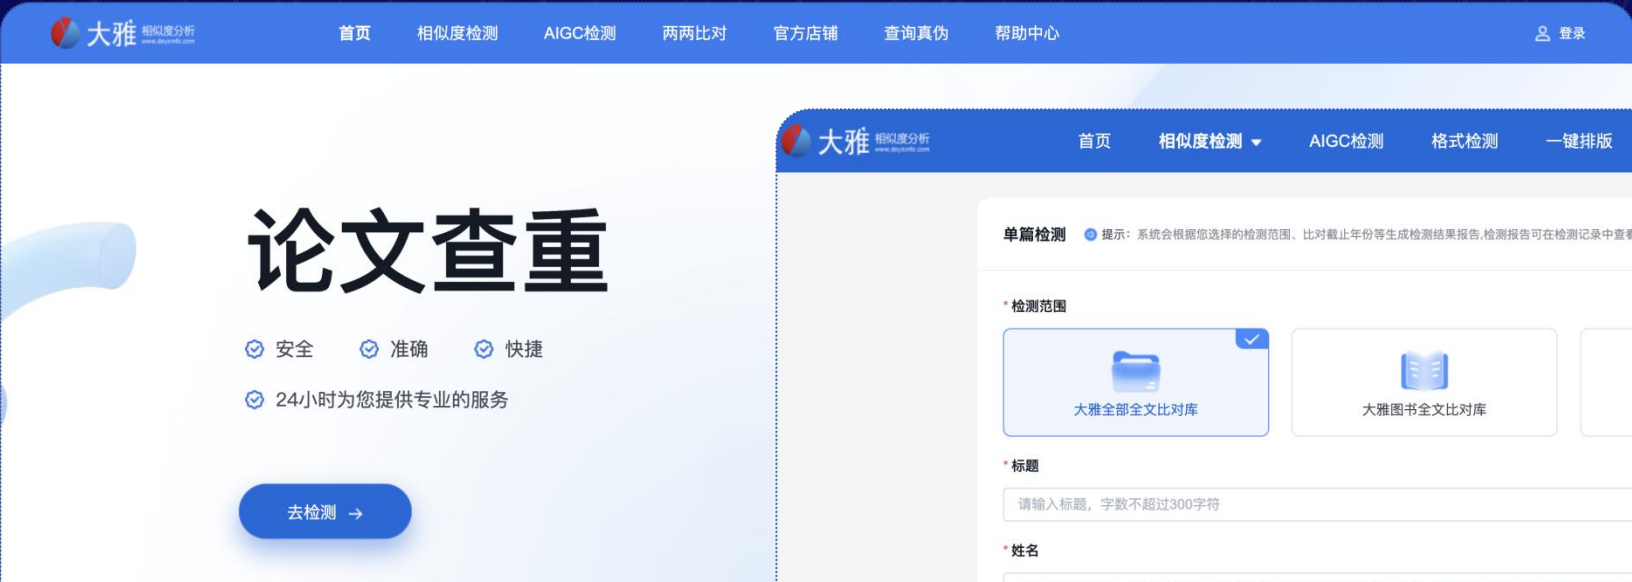 大雅 相似度分析
www.dayainfo.com
首页 相似度检测 AIGC检测 两两比对 官方店铺 查询真伪 帮助中心 登录
论文查重
安全 准确 快捷
24小时为您提供专业的服务
去检测 →
大雅 相似度分析
www.dayainfo.com
首页 相似度检测 AIGC检测 格式检测 一键排版
单篇检测 提示：系统会根据您选择的检测范围、比对截止年份等生成检测结果报告,检测报告可在检测记录中查看
*检测范围
大雅全部全文比对库 大雅图书全文比对库
*标题
请输入标题，字数不超过300字符
*姓名